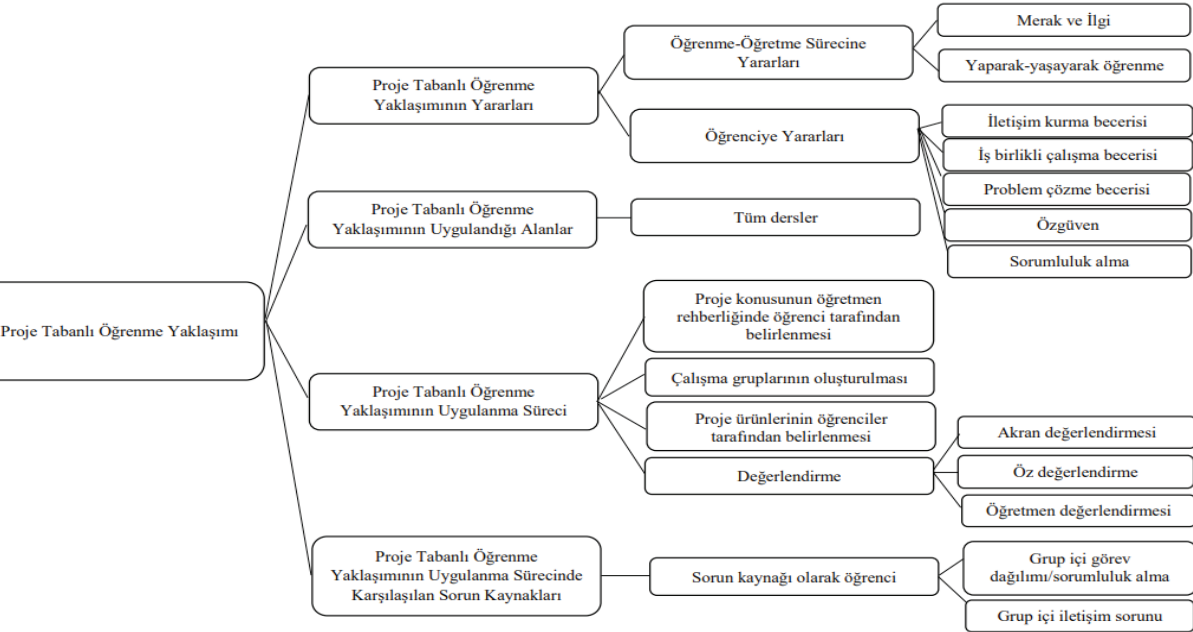 Proje Tabanlı Öğrenme Yaklaşımı
Proje Tabanlı Öğrenme
Yaklaşımının Yararları
Öğrenme-Öğretme Sürecine
Yararları
Merak ve İlgi
Yaparak-yaşayarak öğrenme
Öğrenciye Yararları
İletişim kurma becerisi
İş birlikli çalışma becerisi
Problem çözme becerisi
Özgüven
Sorumluluk alma
Proje Tabanlı Öğrenme
Yaklaşımının Uygulandığı Alanlar
Tüm dersler
Proje Tabanlı Öğrenme
Yaklaşımının Uygulanma Süreci
Proje konusunun öğretmen
rehberliğinde öğrenci tarafından
belirlenmesi
Çalışma gruplarının oluşturulması
Proje ürünlerinin öğrenciler
tarafından belirlenmesi
Değerlendirme
Akran değerlendirmesi
Öz değerlendirme
Öğretmen değerlendirmesi
Proje Tabanlı Öğrenme
Yaklaşımının Uygulanma Sürecinde
Karşılaşılan Sorun Kaynakları
Sorun kaynağı olarak öğrenci
Grup içi görev
dağılımı/sorumluluk alma
Grup içi iletişim sorunu